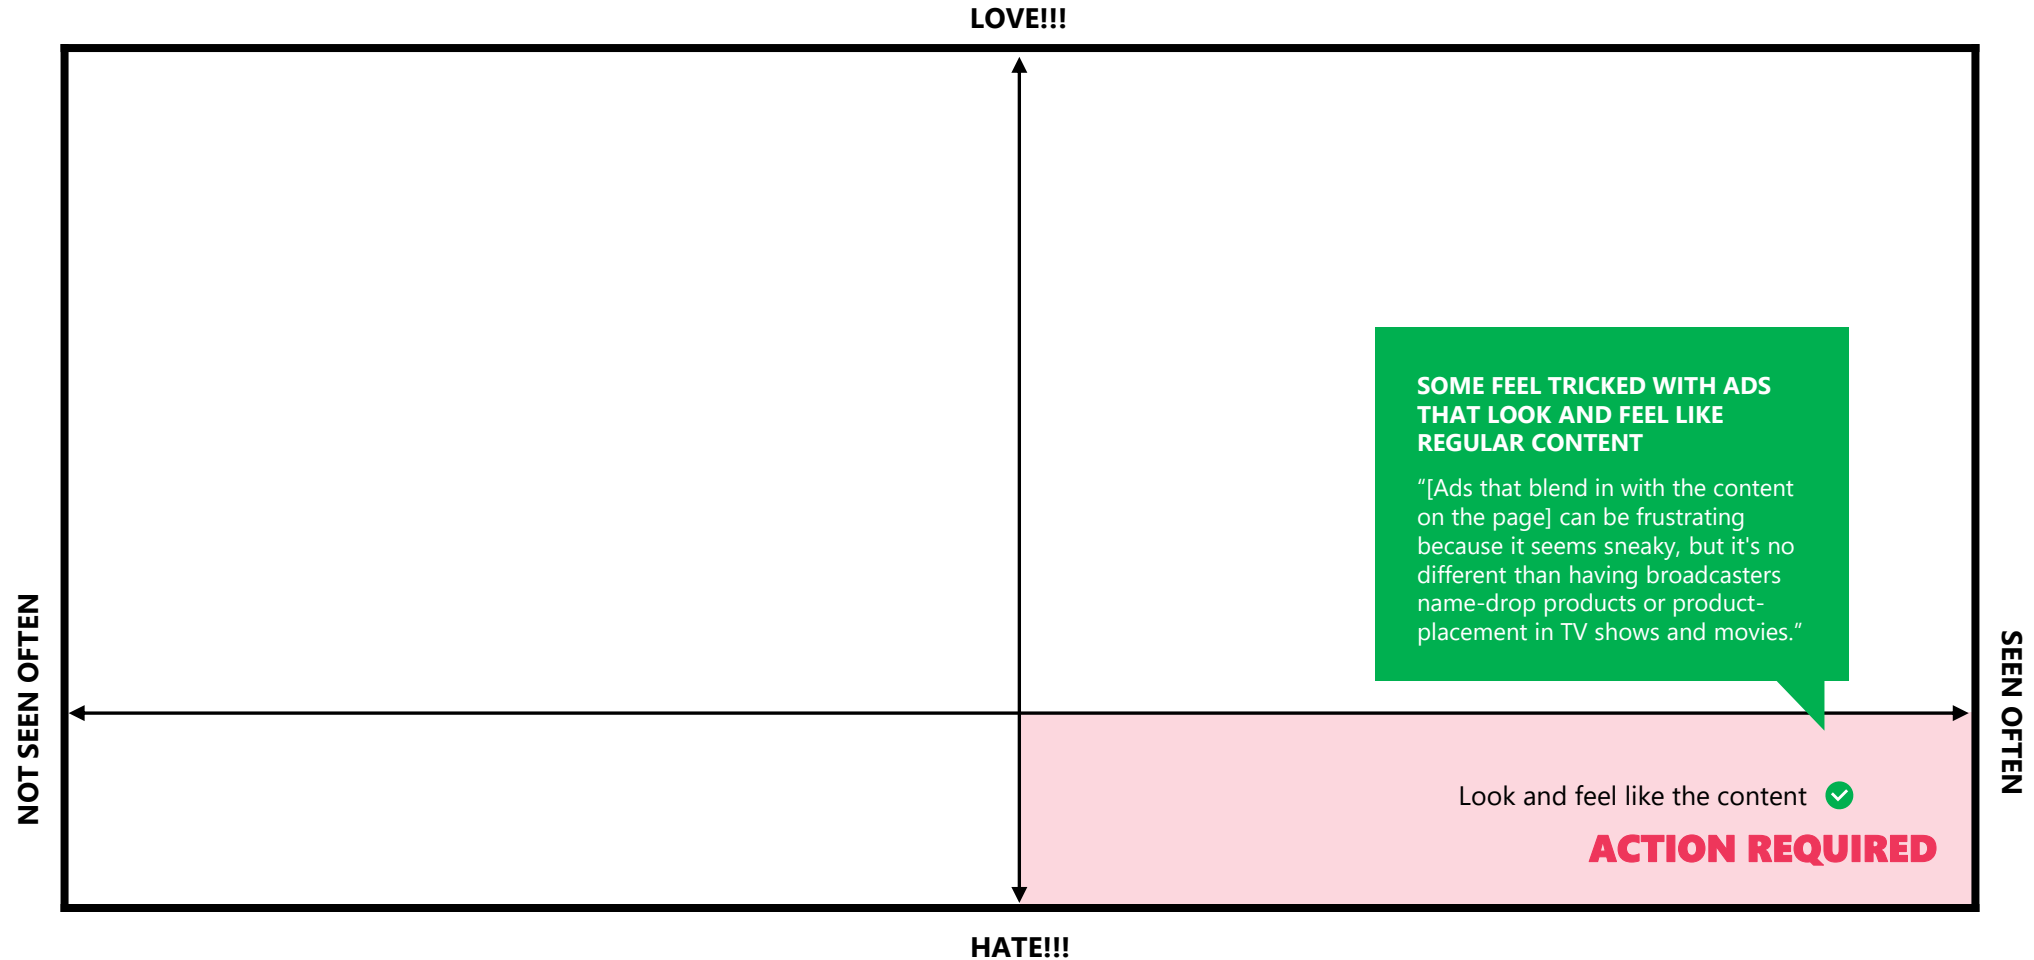 LOVE!!!
SOME FEEL TRICKED WITH ADS
THAT LOOK AND FEEL LIKE
REGULAR CONTENT
“[Ads that blend in with the content
on the page] can be frustrating
because it seems sneaky, but it's no
different than having broadcasters
name-drop products or product-
placement in TV shows and movies.”
NOT SEEN OFTEN
SEEN OFTEN
Look and feel like the content
ACTION REQUIRED
HATE!!!